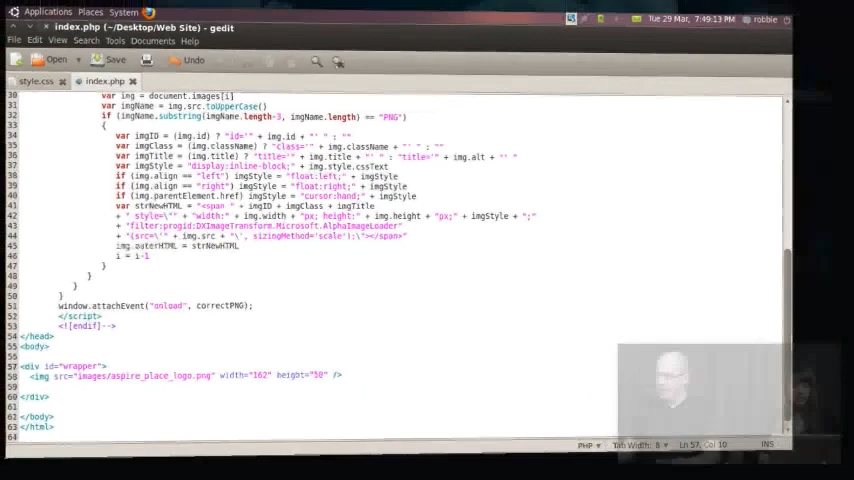 Applications Places System
Tue 29 Mar, 7:49:13 PM robbie
index.php (~/Desktop/Web Site) - gedit
File Edit View Search Tools Documents Help
Open Save Undo
style.css index.php
30 var img = document.images[i]
31 var imgName = img.src.toUpperCase()
32 if (imgName.substring(imgName.length-3, imgName.length) == "PNG")
33 {
34 var imgID = (img.id) ? "id='" + img.id + "' " : ""
35 var imgClass = (img.className) ? "class='" + img.className + "' " : ""
36 var imgTitle = (img.title) ? "title='" + img.title + "' " : "title='" + img.alt + "' "
37 var imgStyle = "display:inline-block;" + img.style.cssText
38 if (img.align == "left") imgStyle = "float:left;" + imgStyle
39 if (img.align == "right") imgStyle = "float:right;" + imgStyle
40 if (img.parentElement.href) imgStyle = "cursor:hand;" + imgStyle
41 var strNewHTML = "<span " + imgID + imgClass + imgTitle
42 + " style=\"" + "width:" + img.width + "px; height:" + img.height + "px;" + imgStyle + ";"
43 + "filter:progid:DXImageTransform.Microsoft.AlphaImageLoader"
44 + "(src=\'" + img.src + "\', sizingMethod='scale');\"></span>"
45 img.outerHTML = strNewHTML
46 i = i-1
47 }
48 }
49 }
50 }
51 window.attachEvent("onload", correctPNG);
52 </script>
53 <![endif]-->
54 </head>
55 <body>
56
57 <div id="wrapper">
58 <img src="images/aspire_place_logo.png" width="162" height="50" />
60 </div>
61
62 </body>
63 </html>
64
PHP Tab Width: 8 Ln 57, Col 10 INS